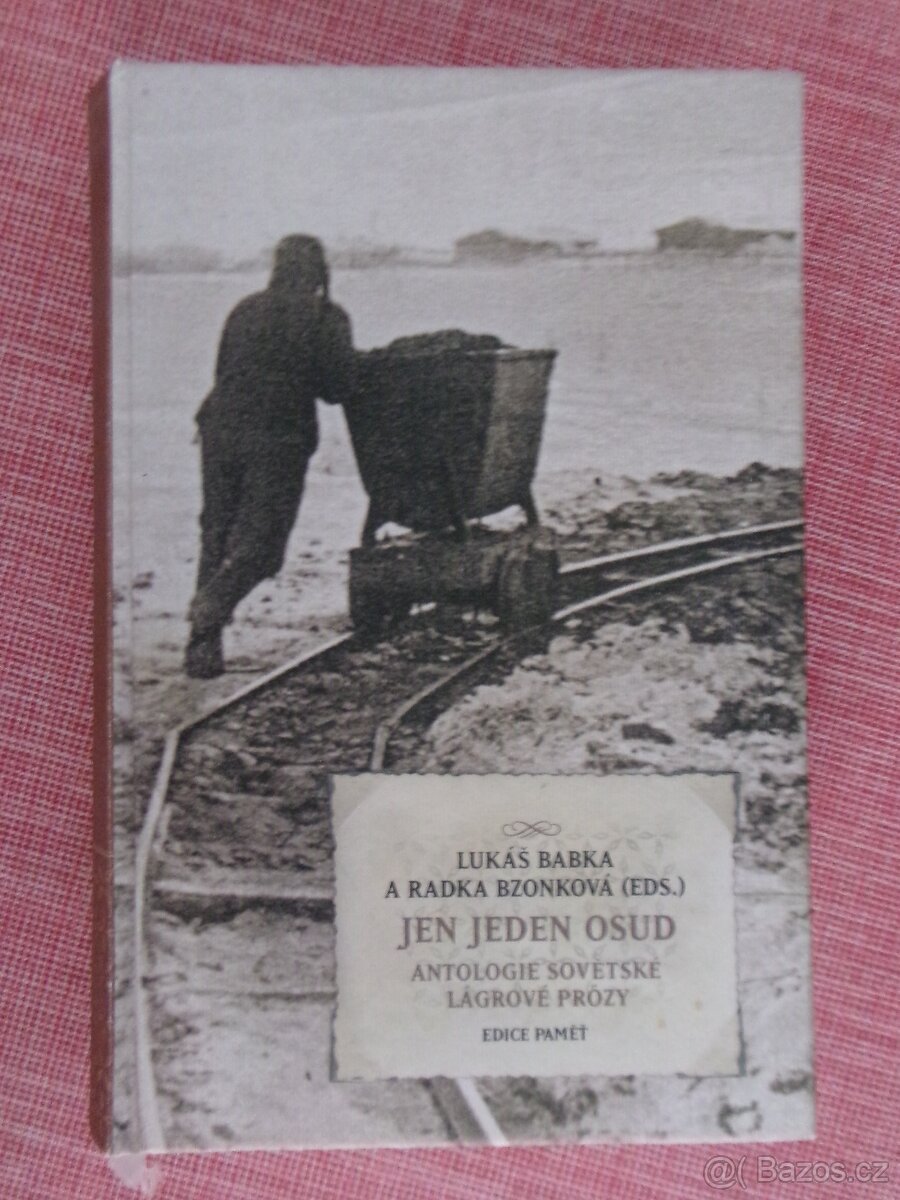 LUKÁŠ BABKA
A RADKA BZONKOVÁ (EDS.)
JEN JEDEN OSUD
ANTOLOGIE SOVĚTSKÉ
LÁGROVÉ PRÓZY
EDICE PAMĚŤ
@( Bazos.cz